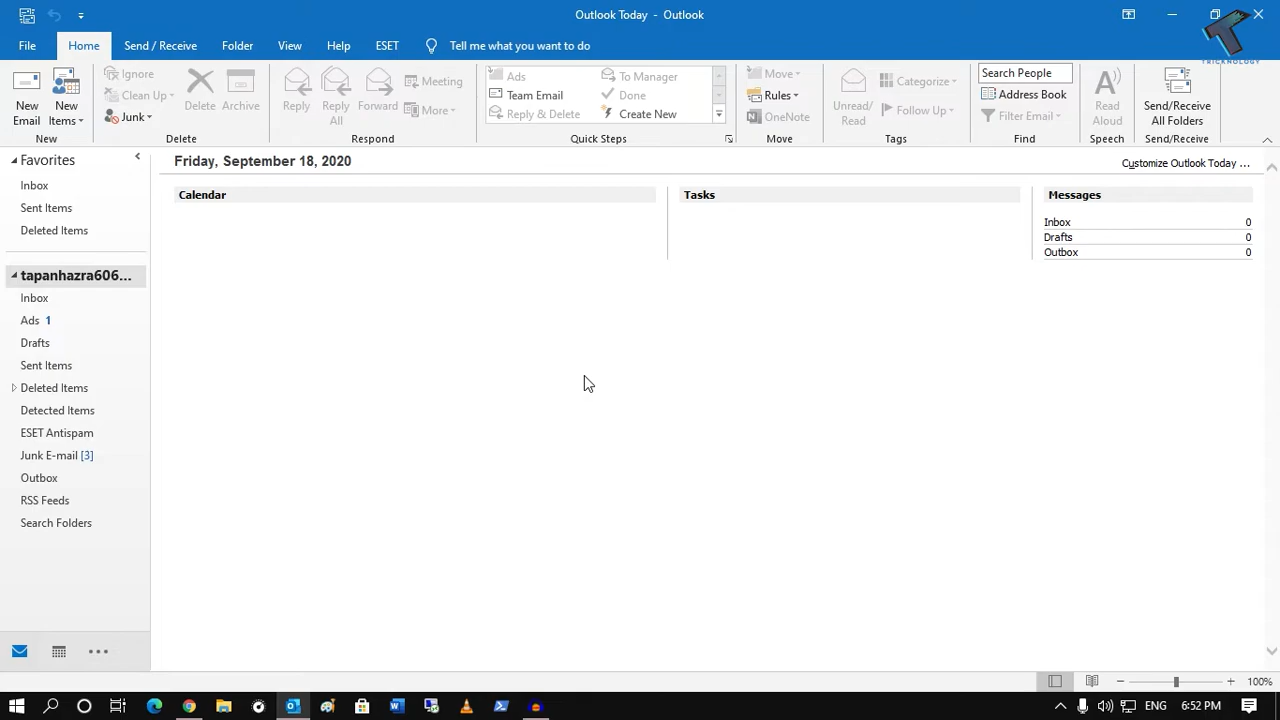 Outlook Today - Outlook
TRICKNOLOGY
File Home Send / Receive Folder View Help ESET Tell me what you want to do
New Email
New Items
New
Ignore
Clean Up
Junk
Delete
Archive
Delete
Reply
Reply All
Forward
Meeting
More
Respond
Ads
Team Email
Reply & Delete
To Manager
Done
Create New
Quick Steps
Move
Rules
OneNote
Move
Unread/ Read
Categorize
Follow Up
Tags
Search People
Address Book
Filter Email
Find
Read Aloud
Speech
Send/Receive All Folders
Send/Receive
Favorites
Inbox
Sent Items
Deleted Items
tapanhazra606...
Inbox
Ads 1
Drafts
Sent Items
Deleted Items
Detected Items
ESET Antispam
Junk E-mail [3]
Outbox
RSS Feeds
Search Folders
Friday, September 18, 2020
Customize Outlook Today ...
Calendar
Tasks
Messages
Inbox 0
Drafts 0
Outbox 0
100%
ENG 6:52 PM